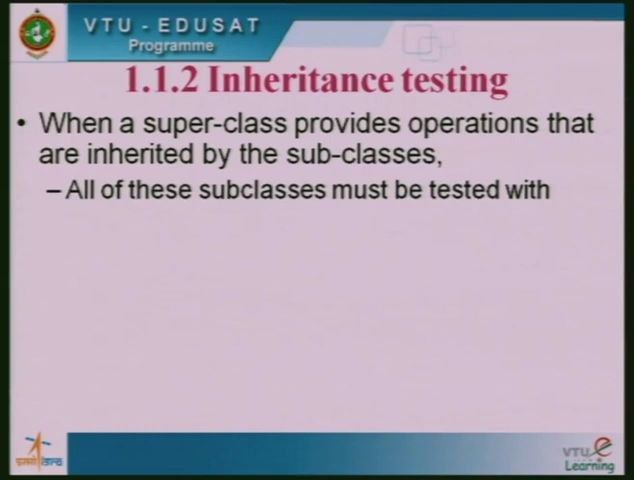 VTU - EDUSAT
Programme
1.1.2 Inheritance testing
• When a super-class provides operations that
are inherited by the sub-classes,
– All of these subclasses must be tested with
VTU e
Learning